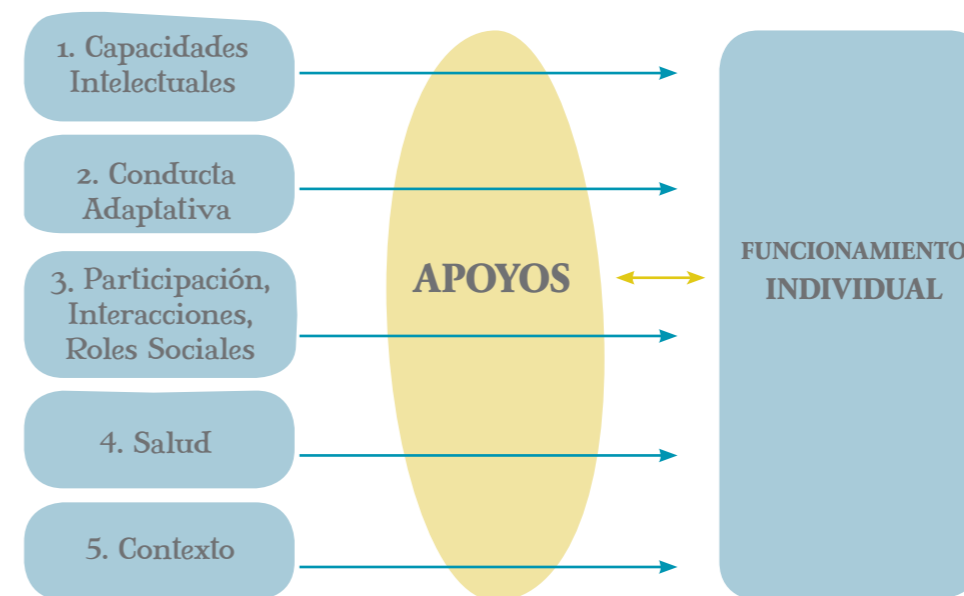 1. Capacidades
Intelectuales
2. Conducta
Adaptativa
3. Participación,
Interacciones,
Roles Sociales
4. Salud
5. Contexto
APOYOS
FUNCIONAMIENTO
INDIVIDUAL